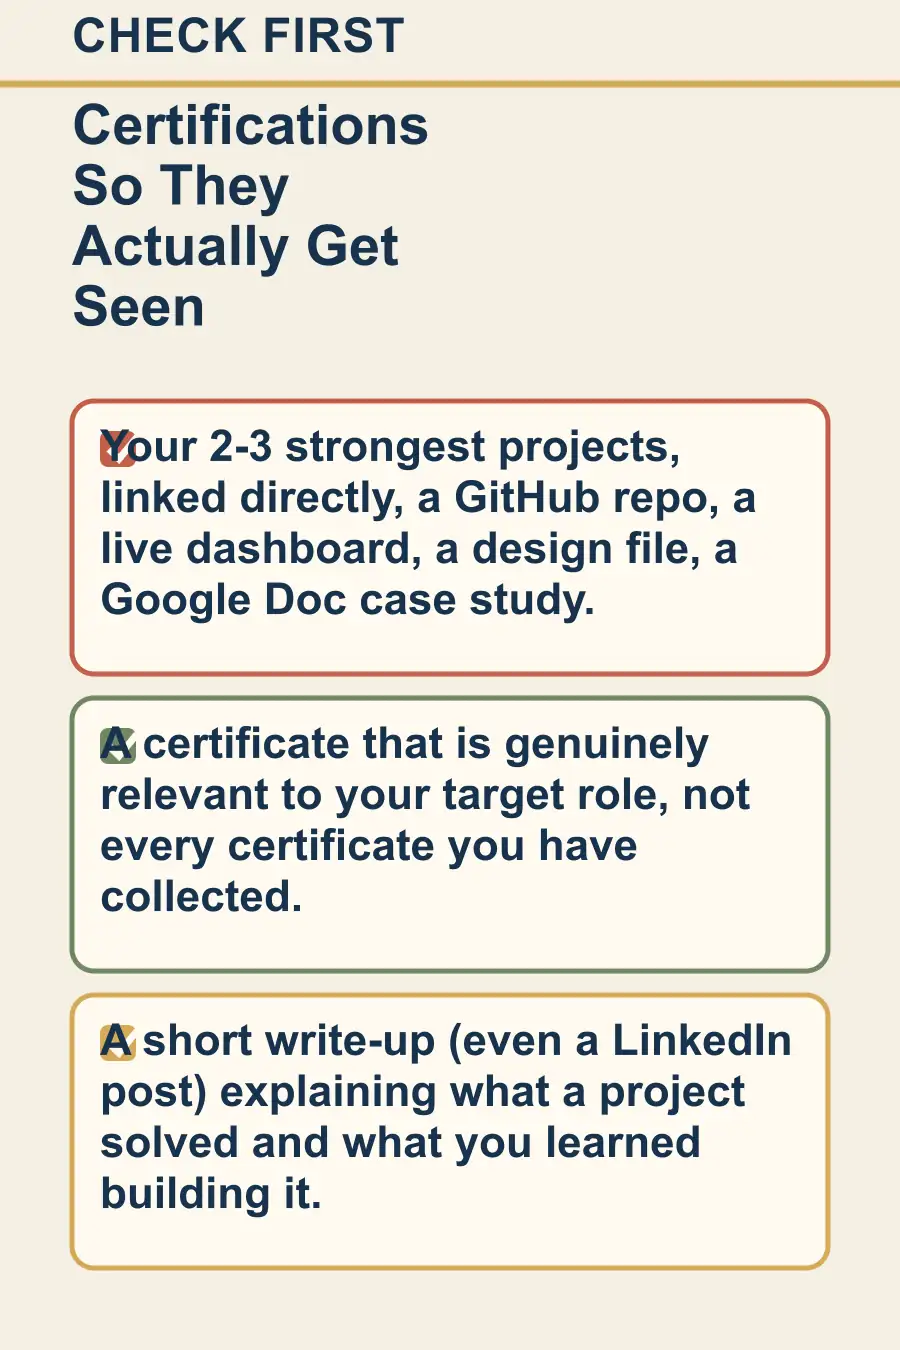 CHECK FIRST
Certifications
So They
Actually Get
Seen
Your 2-3 strongest projects,
linked directly, a GitHub repo, a
live dashboard, a design file, a
Google Doc case study.
A certificate that is genuinely
relevant to your target role, not
every certificate you have
collected.
A short write-up (even a LinkedIn
post) explaining what a project
solved and what you learned
building it.